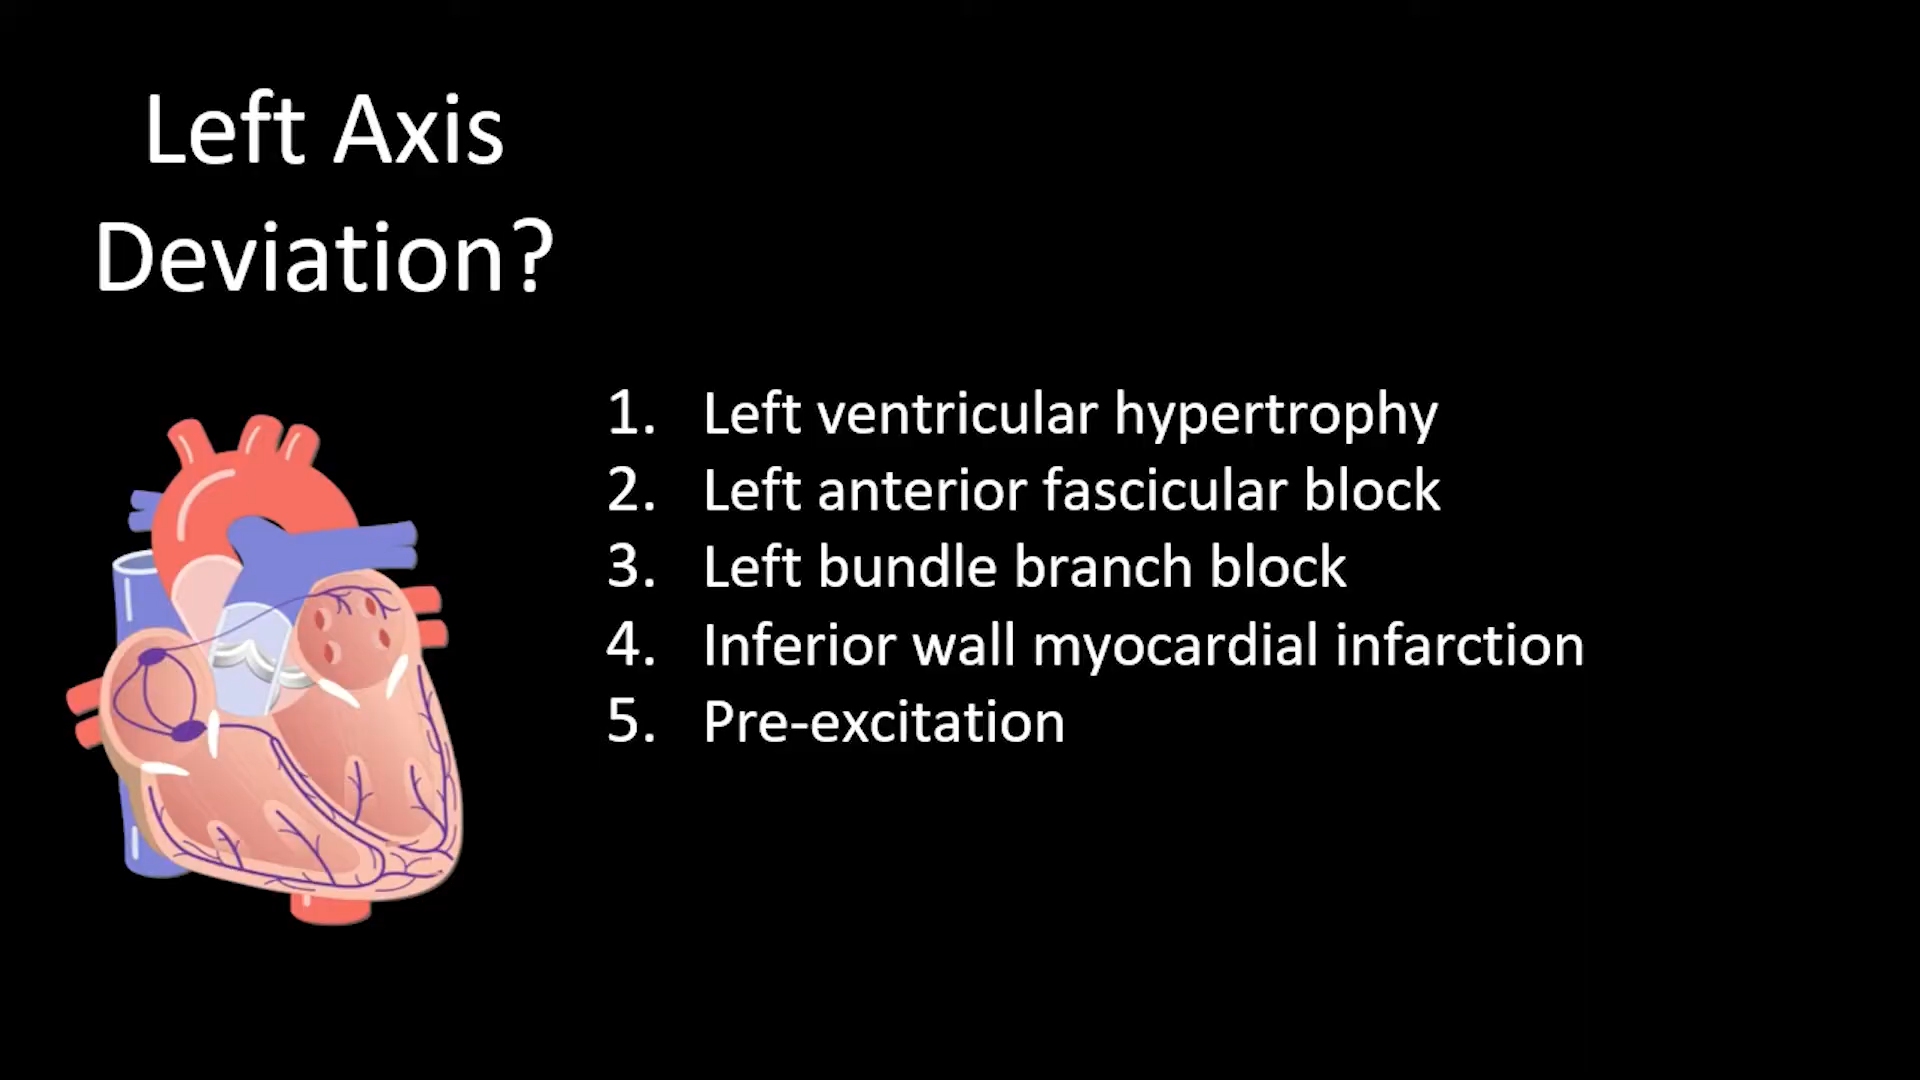 Left Axis
Deviation?
1. Left ventricular hypertrophy
2. Left anterior fascicular block
3. Left bundle branch block
4. Inferior wall myocardial infarction
5. Pre-excitation